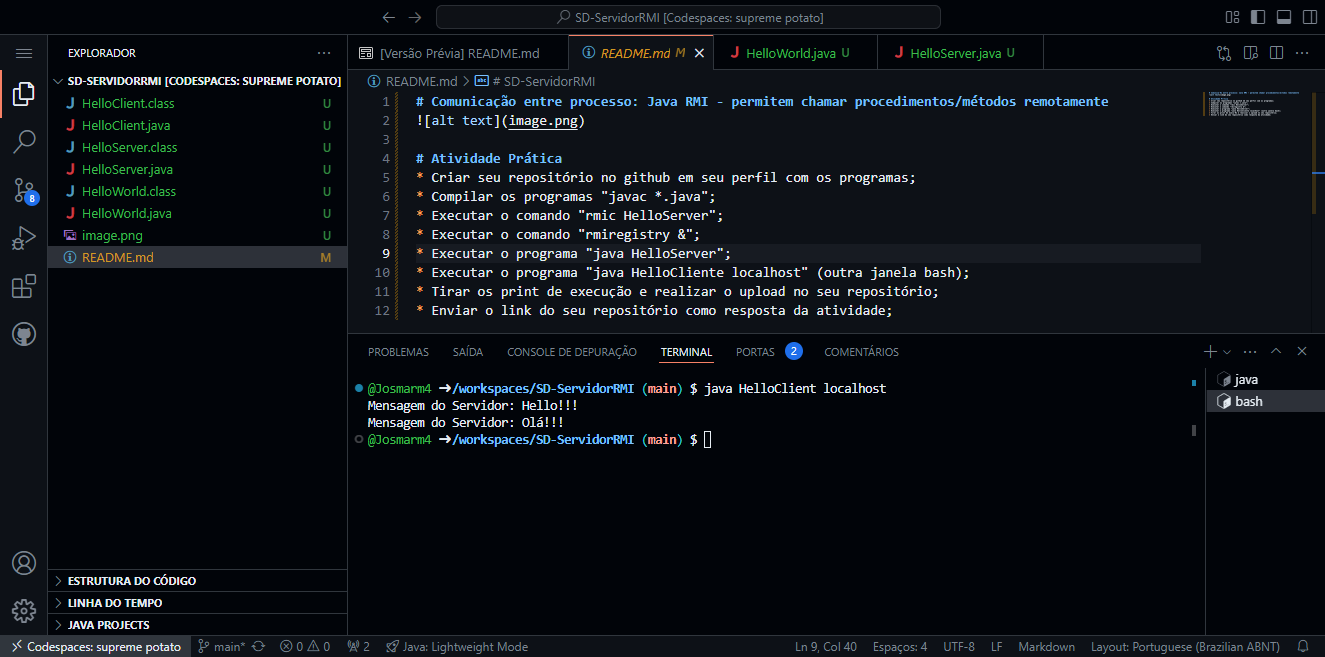 SD-ServidorRMI [Codespaces: supreme potato]
EXPLORADOR
SD-SERVIDORRMI [CODESPACES: SUPREME POTATO]
HelloClient.class U
HelloClient.java U
HelloServer.class U
HelloServer.java U
HelloWorld.class U
HelloWorld.java U
image.png U
README.md M
8
ESTRUTURA DO CÓDIGO
LINHA DO TEMPO
JAVA PROJECTS
[Versão Prévia] README.md
README.md M
HelloWorld.java U
HelloServer.java U
README.md > # SD-ServidorRMI
1 # Comunicação entre processo: Java RMI - permitem chamar procedimentos/métodos remotamente
2 ![alt text](image.png)
3
4 # Atividade Prática
5 * Criar seu repositório no github em seu perfil com os programas;
6 * Compilar os programas "javac *.java";
7 * Executar o comando "rmic HelloServer";
8 * Executar o comando "rmiregistry &";
9 * Executar o programa "java HelloServer";
10 * Executar o programa "java HelloCliente localhost" (outra janela bash);
11 * Tirar os print de execução e realizar o upload no seu repositório;
12 * Enviar o link do seu repositório como resposta da atividade;
PROBLEMAS SAÍDA CONSOLE DE DEPURAÇÃO TERMINAL PORTAS 2 COMENTÁRIOS
@Josmarm4 ➜/workspaces/SD-ServidorRMI (main) $ java HelloClient localhost
Mensagem do Servidor: Hello!!!
Mensagem do Servidor: Olá!!!
@Josmarm4 ➜/workspaces/SD-ServidorRMI (main) $
java
bash
Codespaces: supreme potato main* 0 0 2 Java: Lightweight Mode Ln 9, Col 40 Espaços: 4 UTF-8 LF Markdown Layout: Portuguese (Brazilian ABNT)